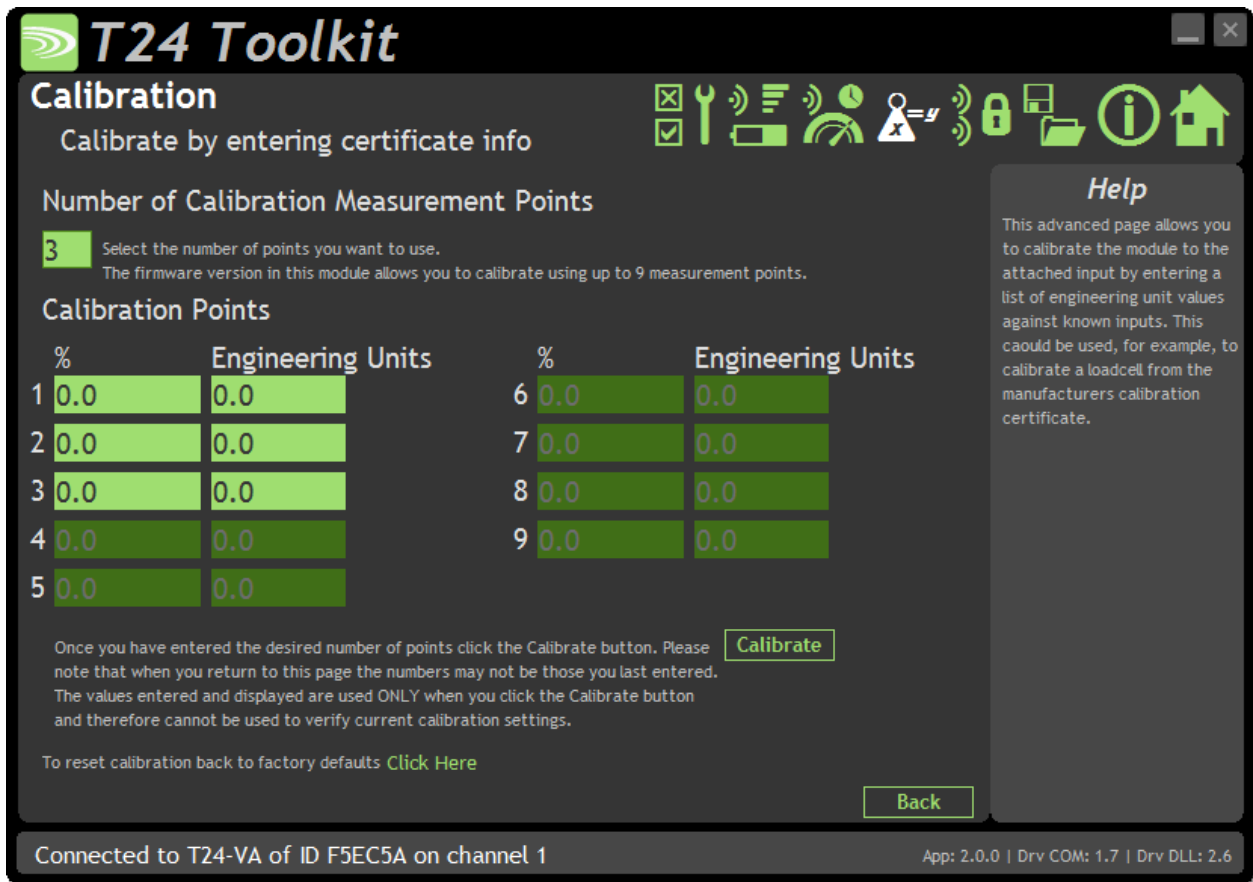 T24 Toolkit
Calibration
Calibrate by entering certificate info
x=y
Number of Calibration Measurement Points
3
Select the number of points you want to use.
The firmware version in this module allows you to calibrate using up to 9 measurement points.
Calibration Points
% Engineering Units % Engineering Units
1 0.0 0.0 6 0.0 0.0
2 0.0 0.0 7 0.0 0.0
3 0.0 0.0 8 0.0 0.0
4 0.0 0.0 9 0.0 0.0
5 0.0 0.0
Once you have entered the desired number of points click the Calibrate button. Please
note that when you return to this page the numbers may not be those you last entered.
The values entered and displayed are used ONLY when you click the Calibrate button
and therefore cannot be used to verify current calibration settings.
Calibrate
To reset calibration back to factory defaults Click Here
Back
Help
This advanced page allows you
to calibrate the module to the
attached input by entering a
list of engineering unit values
against known inputs. This
caould be used, for example, to
calibrate a loadcell from the
manufacturers calibration
certificate.
Connected to T24-VA of ID F5EC5A on channel 1
App: 2.0.0 | Drv COM: 1.7 | Drv DLL: 2.6